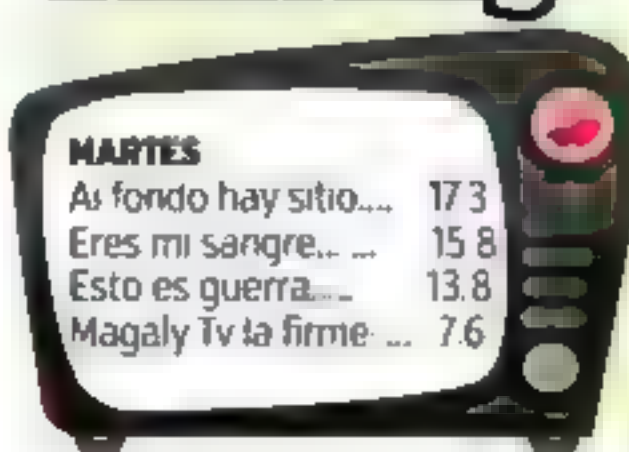 MARTES
Al fondo hay sitio.... 17.3
Eres mi sangre... ... 15.8
Esto es guerra.... 13.8
Magaly Tv la firme ... 7.6